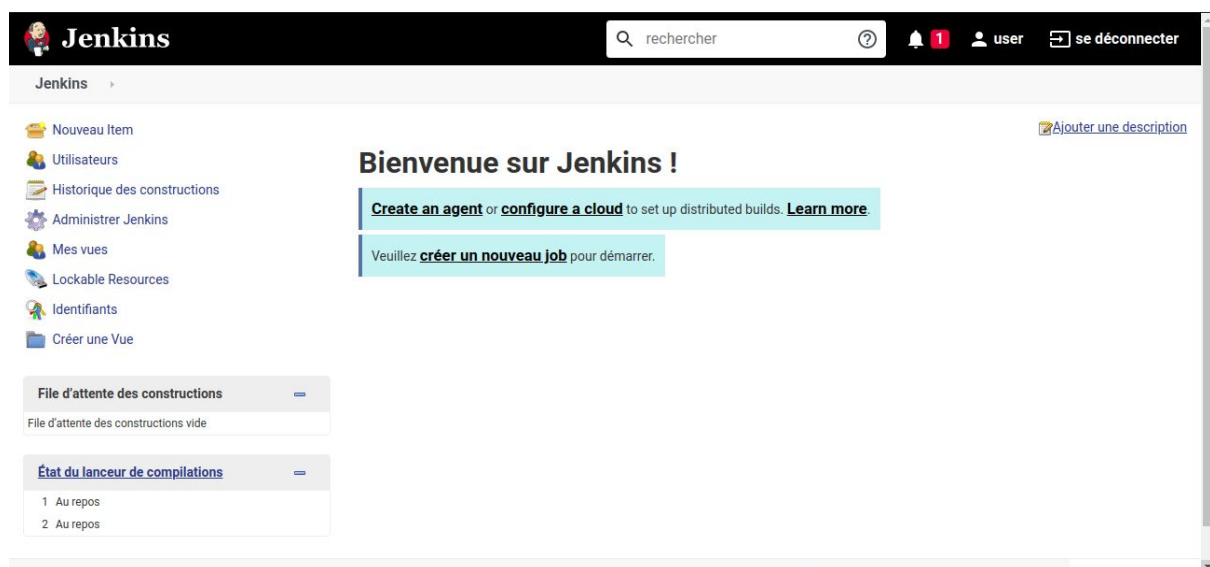 Jenkins
rechercher
1
user
se déconnecter
Jenkins
Nouveau Item
Utilisateurs
Historique des constructions
Administrer Jenkins
Mes vues
Lockable Resources
Identifiants
Créer une Vue
File d'attente des constructions
File d'attente des constructions vide
État du lanceur de compilations
1 Au repos
2 Au repos
Ajouter une description
Bienvenue sur Jenkins !
Create an agent or configure a cloud to set up distributed builds. Learn more.
Veuillez créer un nouveau job pour démarrer.